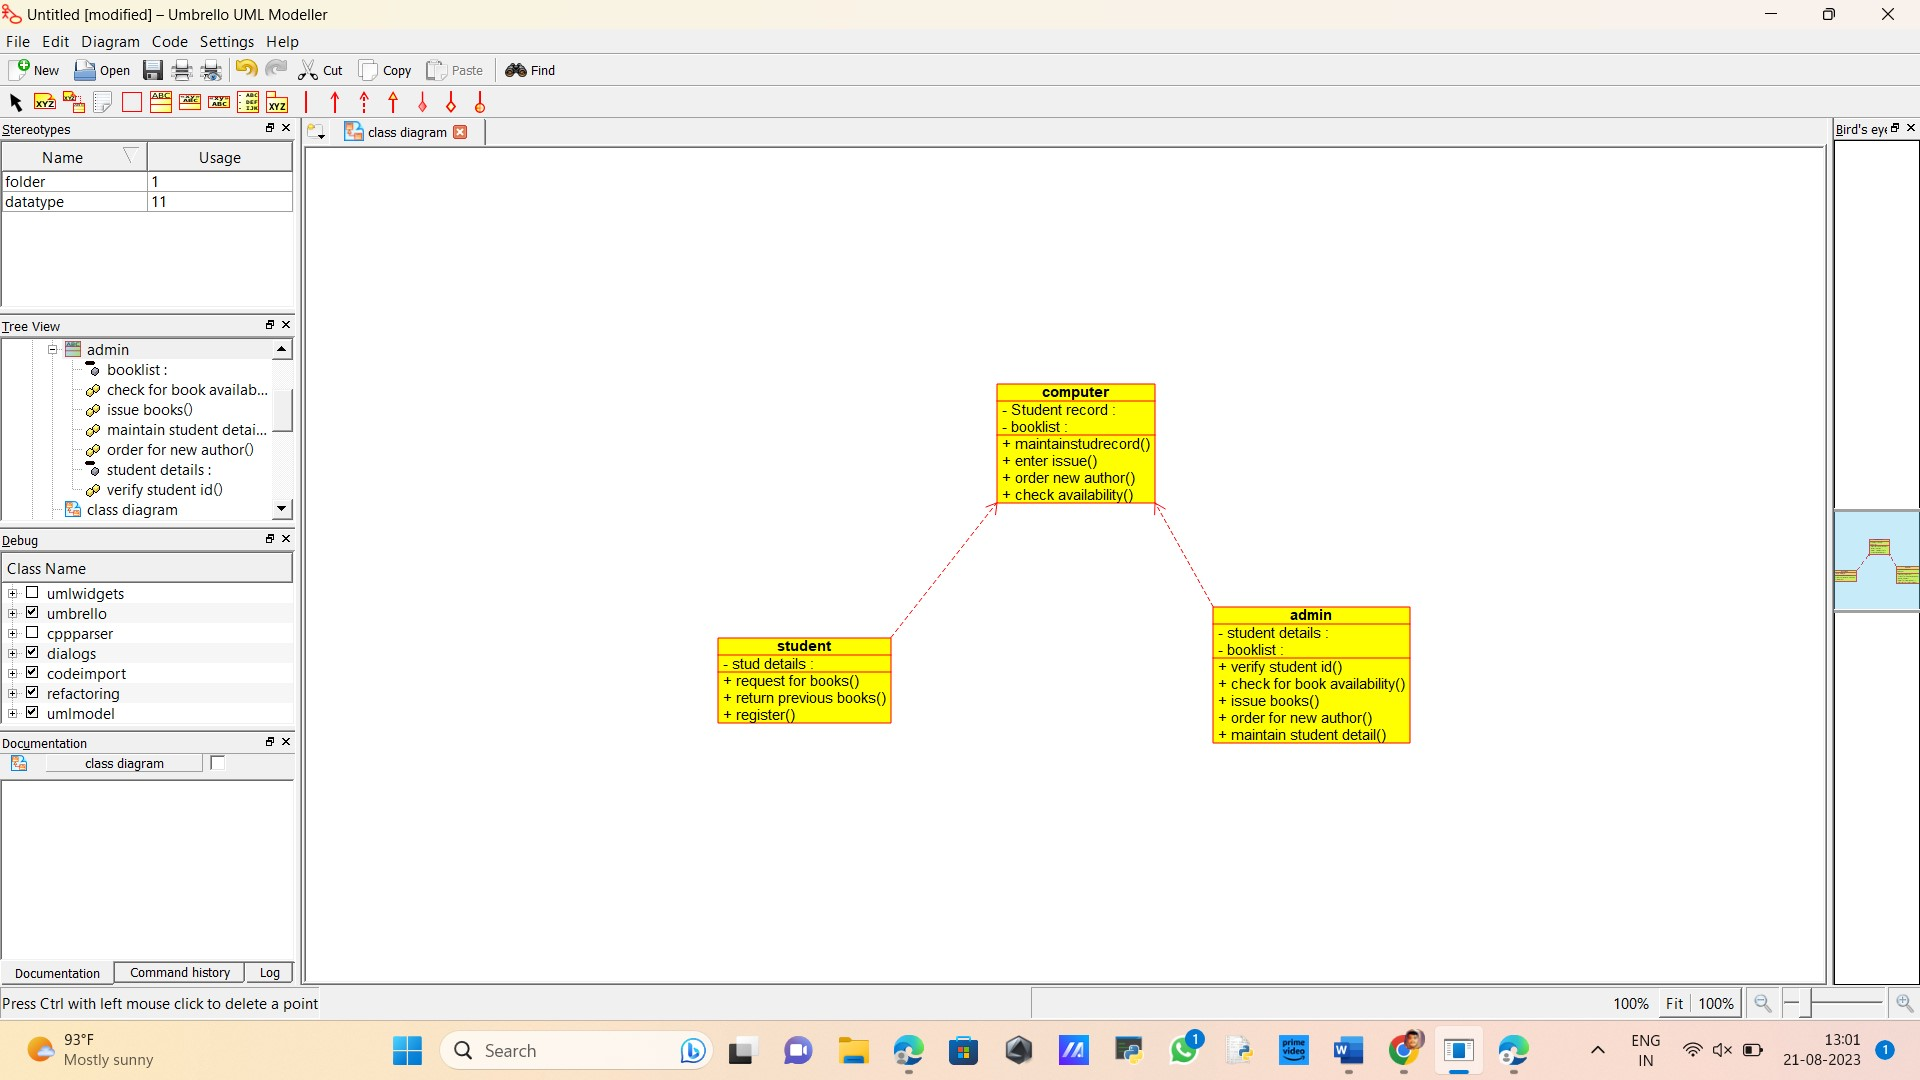 Untitled [modified] – Umbrello UML Modeller
File Edit Diagram Code Settings Help
New Open Cut Copy Paste Find
Stereotypes
Name Usage
folder 1
datatype 11
Tree View
admin
booklist :
check for book availab...
issue books()
maintain student detai...
order for new author()
student details :
verify student id()
class diagram
Debug
Class Name
umlwidgets
umbrello
cppparser
dialogs
codeimport
refactoring
umlmodel
Documentation
class diagram
Documentation Command history Log
Press Ctrl with left mouse click to delete a point
class diagram
computer
- Student record :
- booklist :
+ maintainstudrecord()
+ enter issue()
+ order new author()
+ check availability()
student
- stud details :
+ request for books()
+ return previous books()
+ register()
admin
- student details :
- booklist :
+ verify student id()
+ check for book availability()
+ issue books()
+ order for new author()
+ maintain student detail()
Bird's eye
100% Fit 100%
93°F
Mostly sunny
Search
prime video
1
ENG
IN
13:01
21-08-2023
1